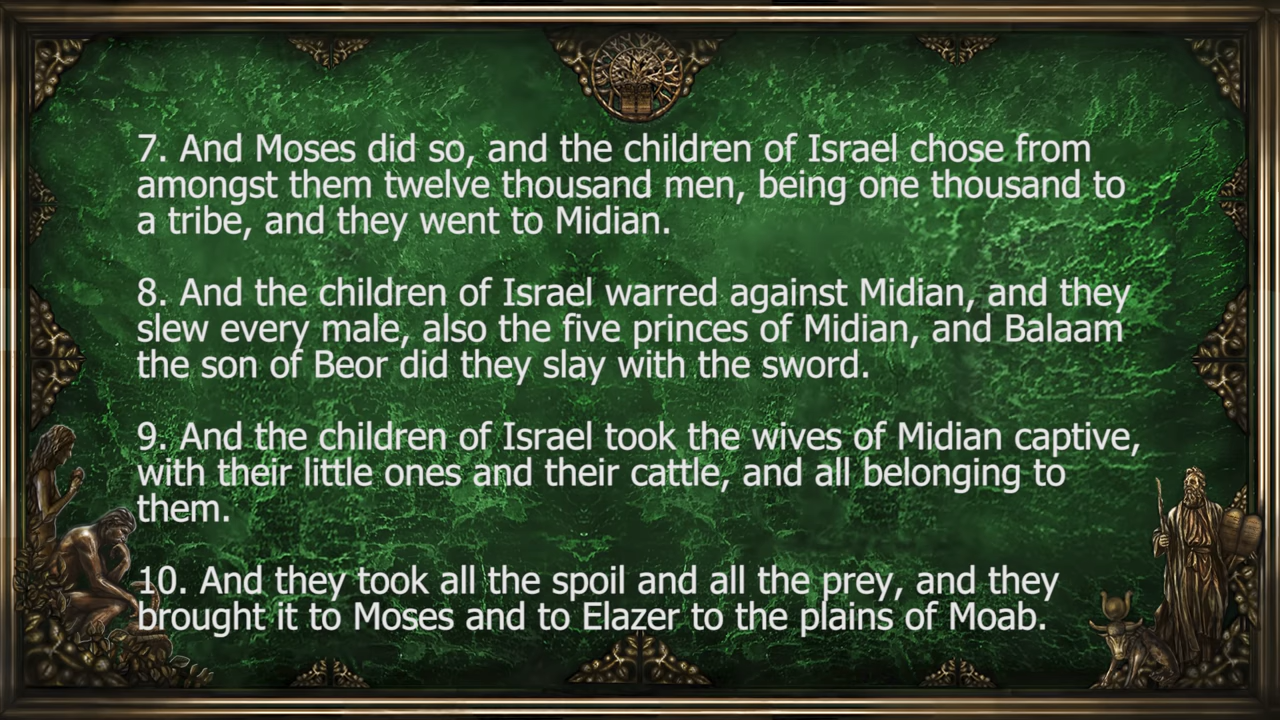 7. And Moses did so, and the children of Israel chose from
amongst them twelve thousand men, being one thousand to
a tribe, and they went to Midian.
8. And the children of Israel warred against Midian, and they
slew every male, also the five princes of Midian, and Balaam
the son of Beor did they slay with the sword.
9. And the children of Israel took the wives of Midian captive,
with their little ones and their cattle, and all belonging to
them.
10. And they took all the spoil and all the prey, and they
brought it to Moses and to Elazer to the plains of Moab.